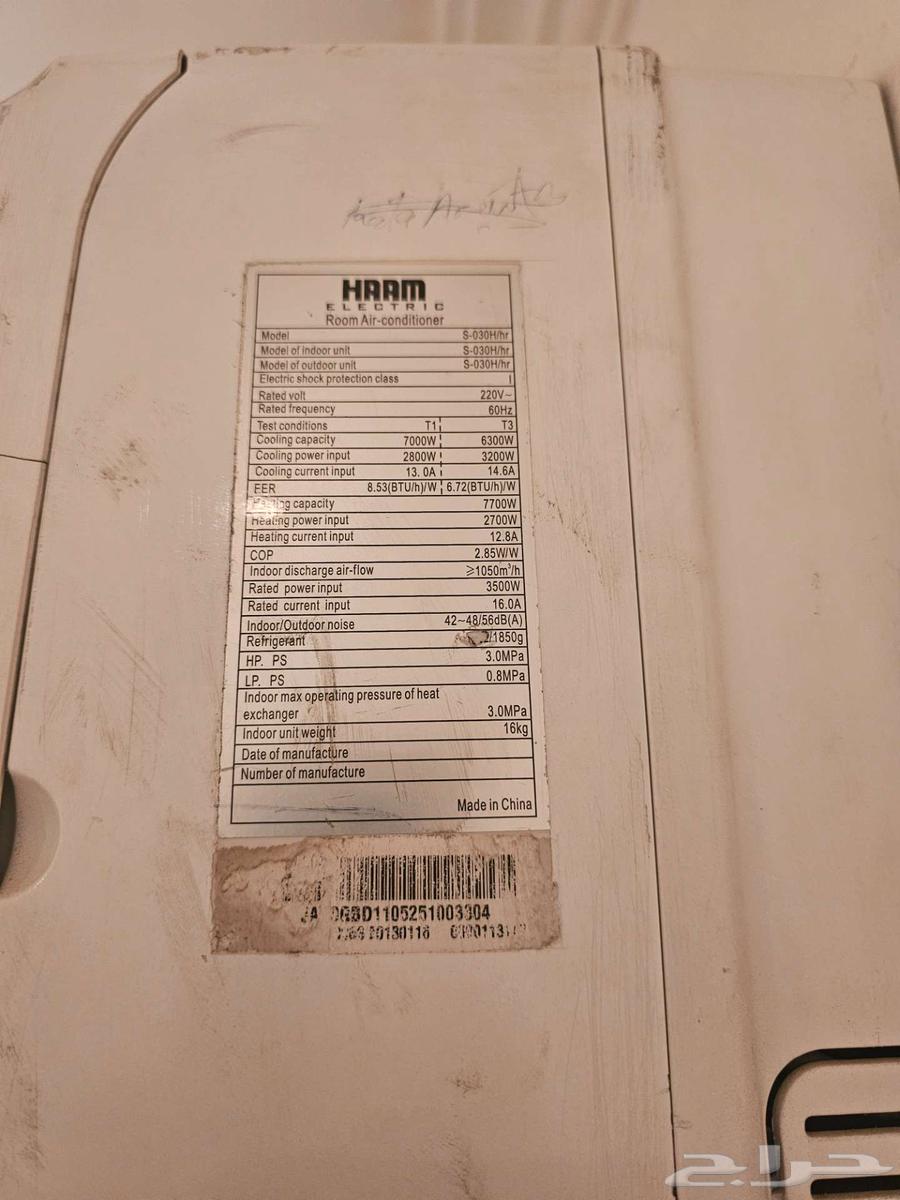 HAAM
ELECTRIC
Room Air-conditioner
Model S-030H/hr
Model of indoor unit S-030H/hr
Model of outdoor unit S-030H/hr
Electric shock protection class I
Rated volt 220V~
Rated frequency 60Hz
Test conditions T1 T3
Cooling capacity 7000W 6300W
Cooling power input 2800W 3200W
Cooling current input 13. 0A 14.6A
EER 8.53(BTU/h)/W 6.72(BTU/h)/W
Heating capacity 7700W
Heating power input 2700W
Heating current input 12.8A
COP 2.85W/W
Indoor discharge air-flow ≥1050m³/h
Rated power input 3500W
Rated current input 16.0A
Indoor/Outdoor noise 42~48/56dB(A)
Refrigerant /1850g
HP. PS 3.0MPa
LP. PS 0.8MPa
Indoor max operating pressure of heat
exchanger 3.0MPa
Indoor unit weight 16kg
Date of manufacture
Number of manufacture
Made in China
حراج